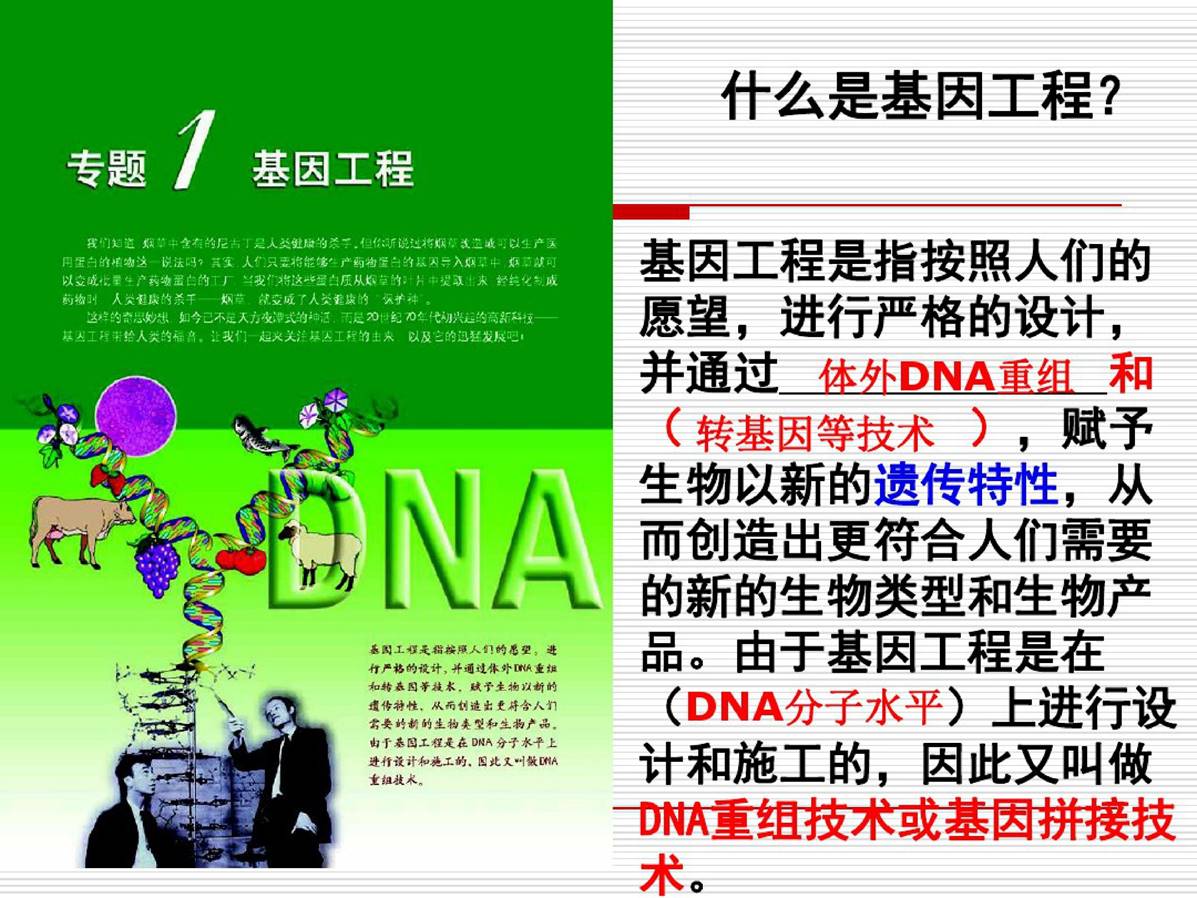 专题 1 基因工程
我们知道,烟草中含有的尼古丁是人类健康的杀手。但你听说过将烟草改造成可以生产医
用蛋白的植物这一说法吗?其实,人们只要将能够生产药物蛋白的基因导入烟草中,烟草就可
以变成批量生产药物蛋白的工厂。当我们将这些蛋白质从烟草的叶片中提取出来,经纯化制成
药物时,人类健康的杀手——烟草,就变成了人类健康的“保护神”。
这样的奇思妙想,如今已不是天方夜谭式的神话,而是20世纪70年代初兴起的高新科技——
基因工程带给人类的福音。让我们一起来关注基因工程的由来,以及它的迅猛发展吧!
DNA
基因工程是指按照人们的愿望,进
行严格的设计,并通过体外DNA重组
和转基因等技术,赋予生物以新的
遗传特性,从而创造出更符合人们
需要的新的生物类型和生物产品。
由于基因工程是在DNA分子水平上
进行设计和施工的,因此又叫做DNA
重组技术。
什么是基因工程?
基因工程是指按照人们的
愿望,进行严格的设计,
并通过 体外DNA重组 和
(转基因等技术 ),赋予
生物以新的遗传特性,从
而创造出更符合人们需要
的新的生物类型和生物产
品。由于基因工程是在
(DNA分子水平)上进行设
计和施工的,因此又叫做
DNA重组技术或基因拼接技
术。